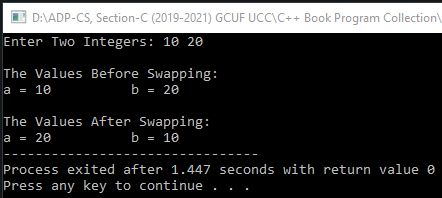 D:\ADP-CS, Section-C (2019-2021) GCUF UCC\C++ Book Program Collection\
Enter Two Integers: 10 20
The Values Before Swapping:
a = 10          b = 20
The Values After Swapping:
a = 20          b = 10
--------------------------------
Process exited after 1.447 seconds with return value 0
Press any key to continue . . .